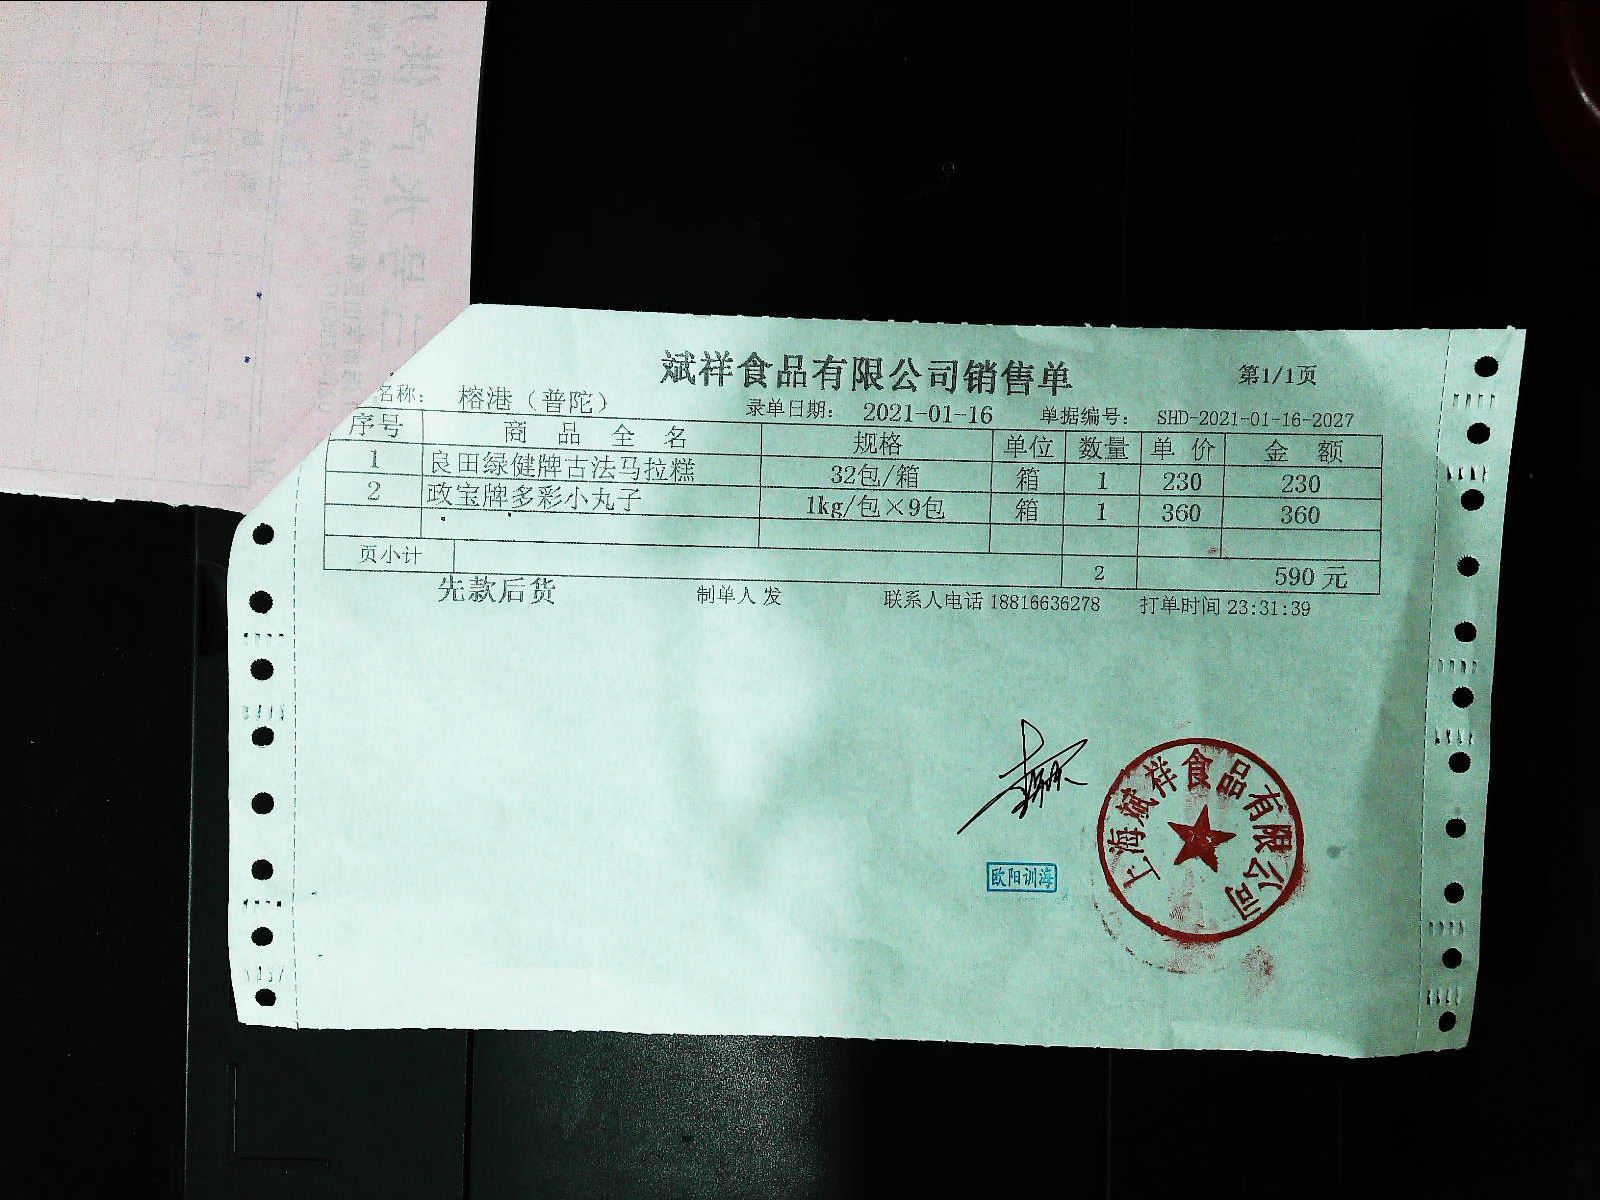 斌祥食品有限公司销售单
第1/1页
名称： 榕港（普陀） 录单日期： 2021-01-16 单据编号： SHD-2021-01-16-2027
序号 商品全名 规格 单位 数量 单价 金额
1 良田绿健牌古法马拉糕 32包/箱 箱 1 230 230
2 政宝牌多彩小丸子 1kg/包×9包 箱 1 360 360
页小计 2 590元
先款后货 制单人 发 联系人电话 18816636278 打单时间 23:31:39
上海斌祥食品有限公司
欧阳训海